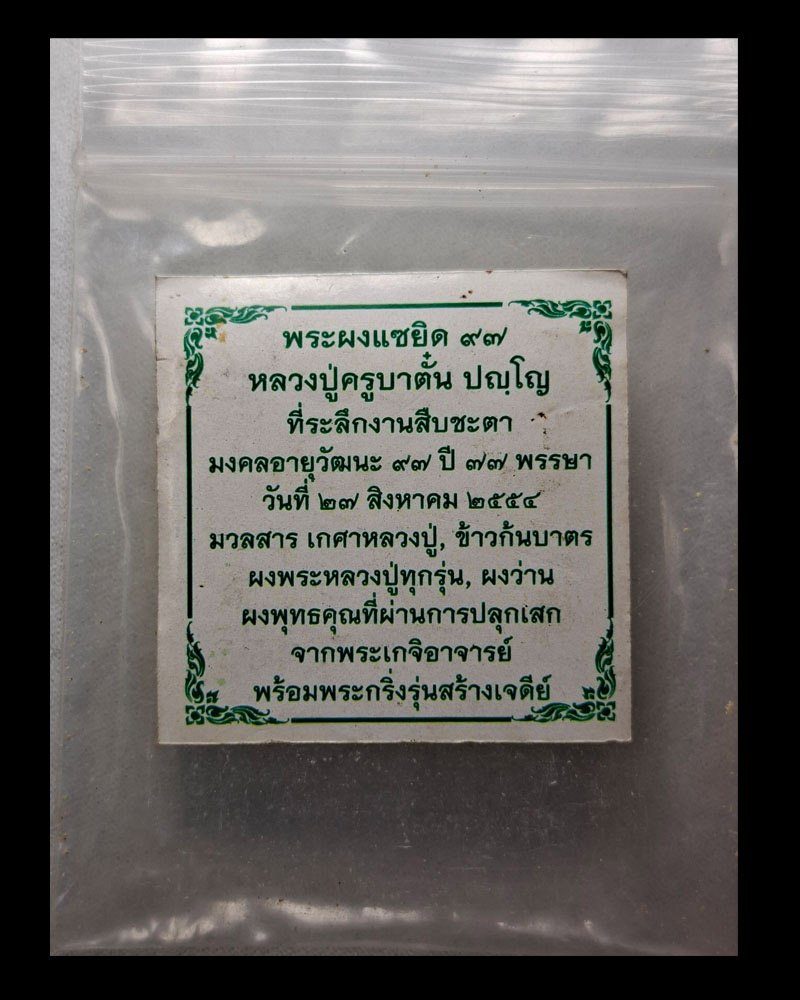 พระผงแซยิด ๙๗
หลวงปู่ครูบาตั๋น ปญฺโญ
ที่ระลึกงานสืบชะตา
มงคลอายุวัฒนะ ๙๗ ปี ๗๗ พรรษา
วันที่ ๒๗ สิงหาคม ๒๕๕๔
มวลสาร เกศาหลวงปู่, ข้าวก้นบาตร
ผงพระหลวงปู่ทุกรุ่น, ผงว่าน
ผงพุทธคุณที่ผ่านการปลุกเสก
จากพระเกจิอาจารย์
พร้อมพระกริ่งรุ่นสร้างเจดีย์